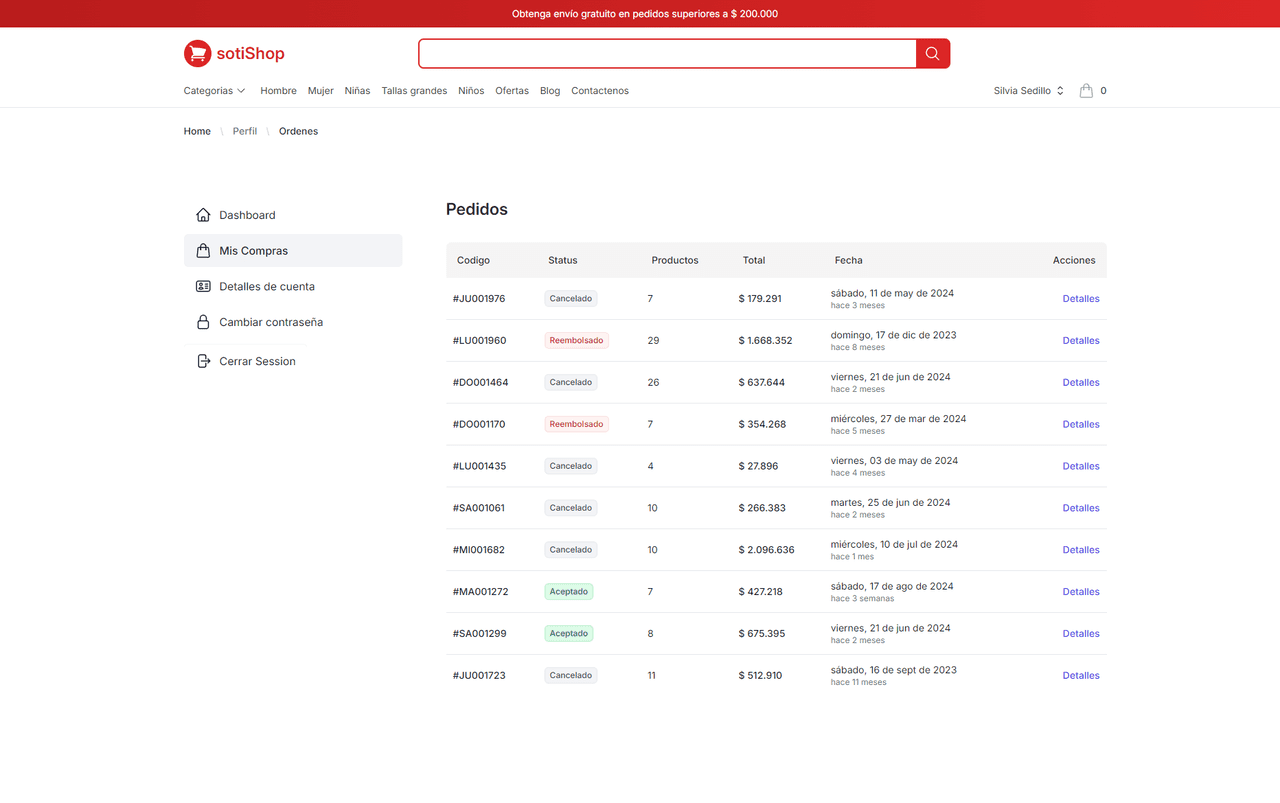 Obtenga envío gratuito en pedidos superiores a $ 200.000
sotiShop
Categorias Hombre Mujer Niñas Tallas grandes Niños Ofertas Blog Contactenos Silvia Sedillo 0
Home \ Perfil \ Ordenes
Dashboard
Mis Compras
Detalles de cuenta
Cambiar contraseña
Cerrar Session
Pedidos
Codigo Status Productos Total Fecha Acciones
#JU001976 Cancelado 7 $ 179.291 sábado, 11 de may de 2024 Detalles
hace 3 meses
#LU001960 Reembolsado 29 $ 1.668.352 domingo, 17 de dic de 2023 Detalles
hace 8 meses
#DO001464 Cancelado 26 $ 637.644 viernes, 21 de jun de 2024 Detalles
hace 2 meses
#DO001170 Reembolsado 7 $ 354.268 miércoles, 27 de mar de 2024 Detalles
hace 5 meses
#LU001435 Cancelado 4 $ 27.896 viernes, 03 de may de 2024 Detalles
hace 4 meses
#SA001061 Cancelado 10 $ 266.383 martes, 25 de jun de 2024 Detalles
hace 2 meses
#MI001682 Cancelado 10 $ 2.096.636 miércoles, 10 de jul de 2024 Detalles
hace 1 mes
#MA001272 Aceptado 7 $ 427.218 sábado, 17 de ago de 2024 Detalles
hace 3 semanas
#SA001299 Aceptado 8 $ 675.395 viernes, 21 de jun de 2024 Detalles
hace 2 meses
#JU001723 Cancelado 11 $ 512.910 sábado, 16 de sept de 2023 Detalles
hace 11 meses